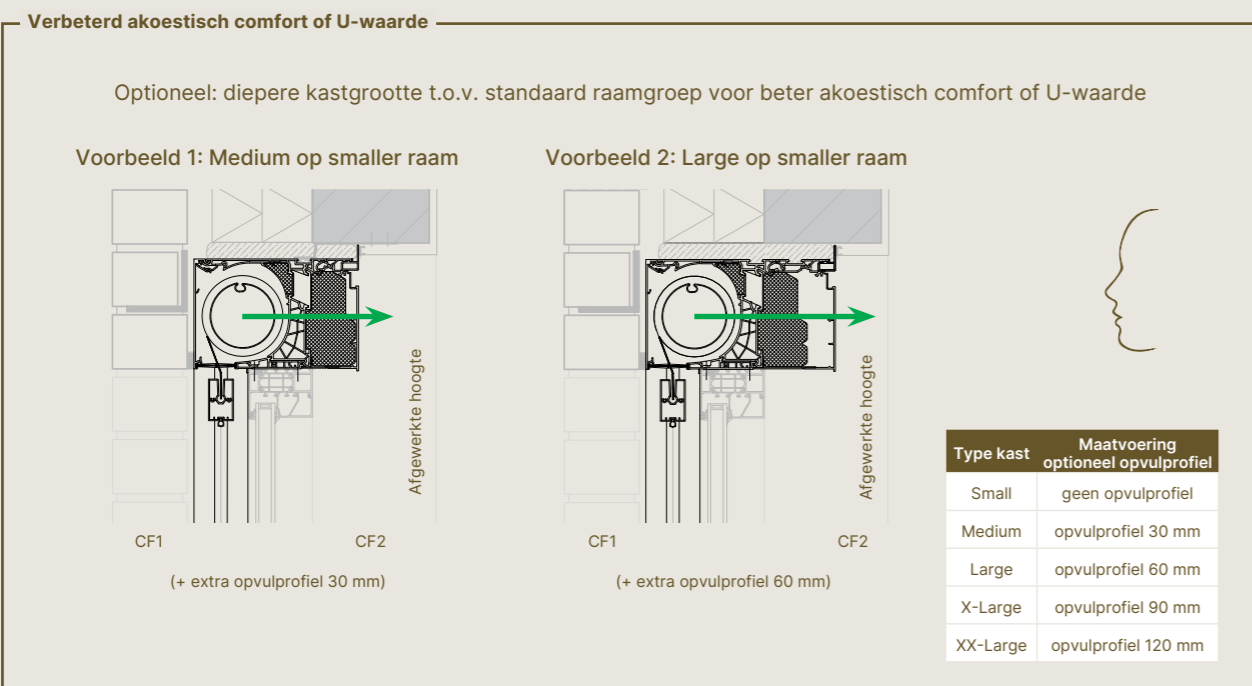 Verbeterd akoestisch comfort of U-waarde
Optioneel: diepere kastgrootte t.o.v. standaard raamgroep voor beter akoestisch comfort of U-waarde
Voorbeeld 1: Medium op smaller raam
Afgewerkte hoogte
CF1 CF2
(+ extra opvulprofiel 30 mm)
Voorbeeld 2: Large op smaller raam
Afgewerkte hoogte
CF1 CF2
(+ extra opvulprofiel 60 mm)
Type kast Maatvoering
optioneel opvulprofiel
Small geen opvulprofiel
Medium opvulprofiel 30 mm
Large opvulprofiel 60 mm
X-Large opvulprofiel 90 mm
XX-Large opvulprofiel 120 mm